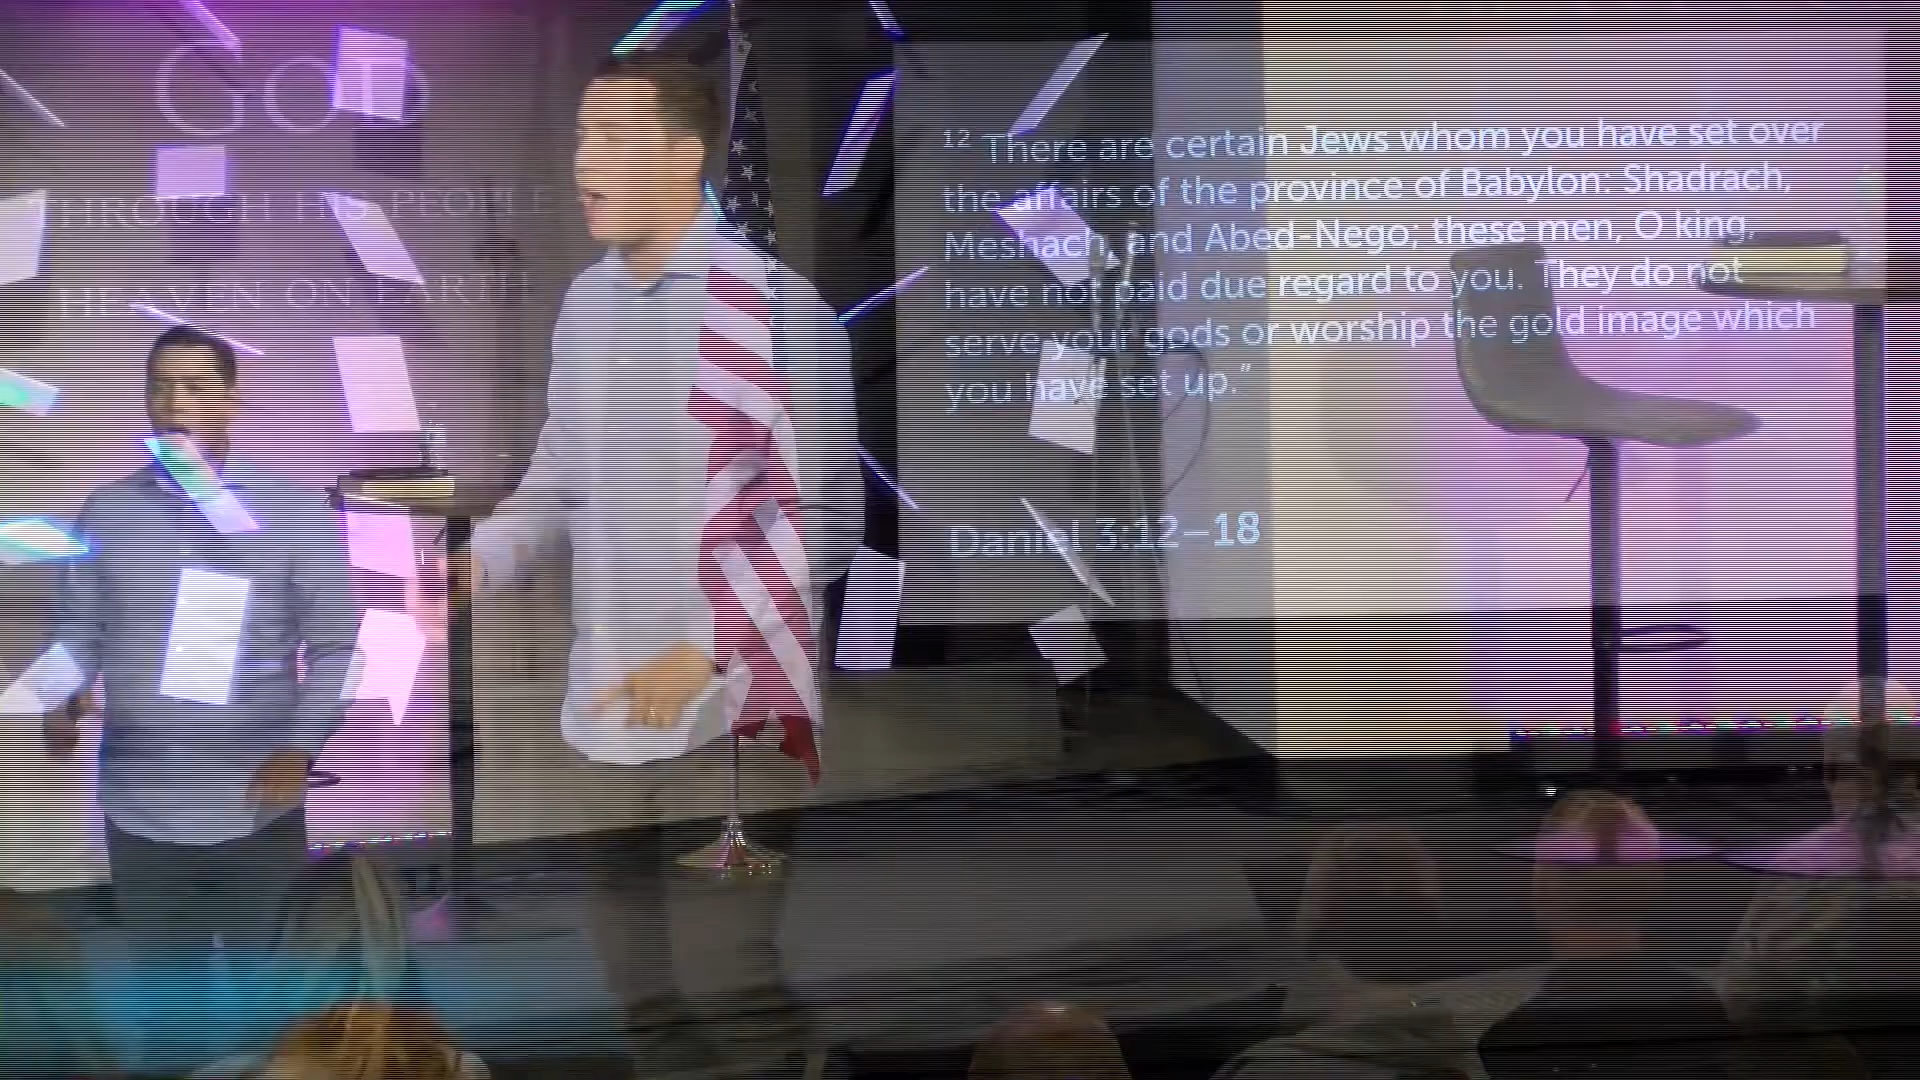 GOD
THROUGH HIS PEOPLE
HEAVEN ON EARTH
12 There are certain Jews whom you have set over
the affairs of the province of Babylon: Shadrach,
Meshach, and Abed-Nego; these men, O king,
have not paid due regard to you. They do not
serve your gods or worship the gold image which
you have set up.”
Daniel 3:12–18